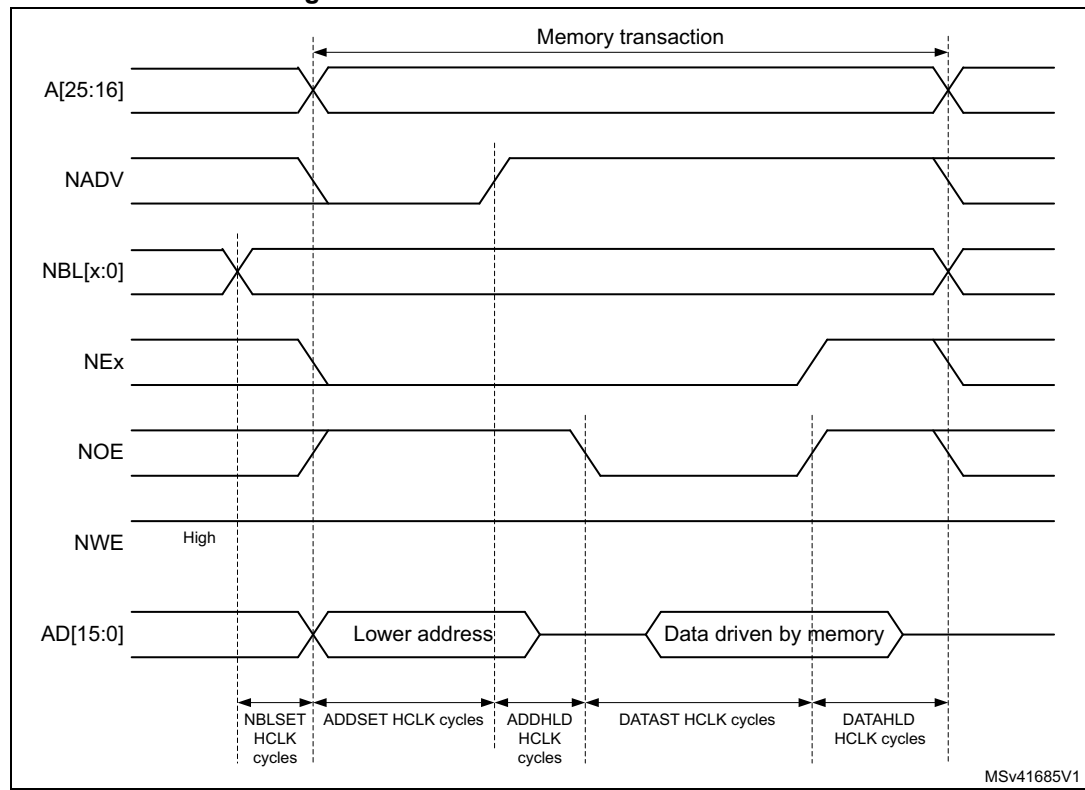 g
Memory transaction
A[25:16]
NADV
NBL[x:0]
NEx
NOE
NWE
High
AD[15:0]
Lower address
Data driven by memory
NBLSET
HCLK
cycles
ADDSET HCLK cycles
ADDHLD
HCLK
cycles
DATAST HCLK cycles
DATAHLD
HCLK cycles
MSv41685V1